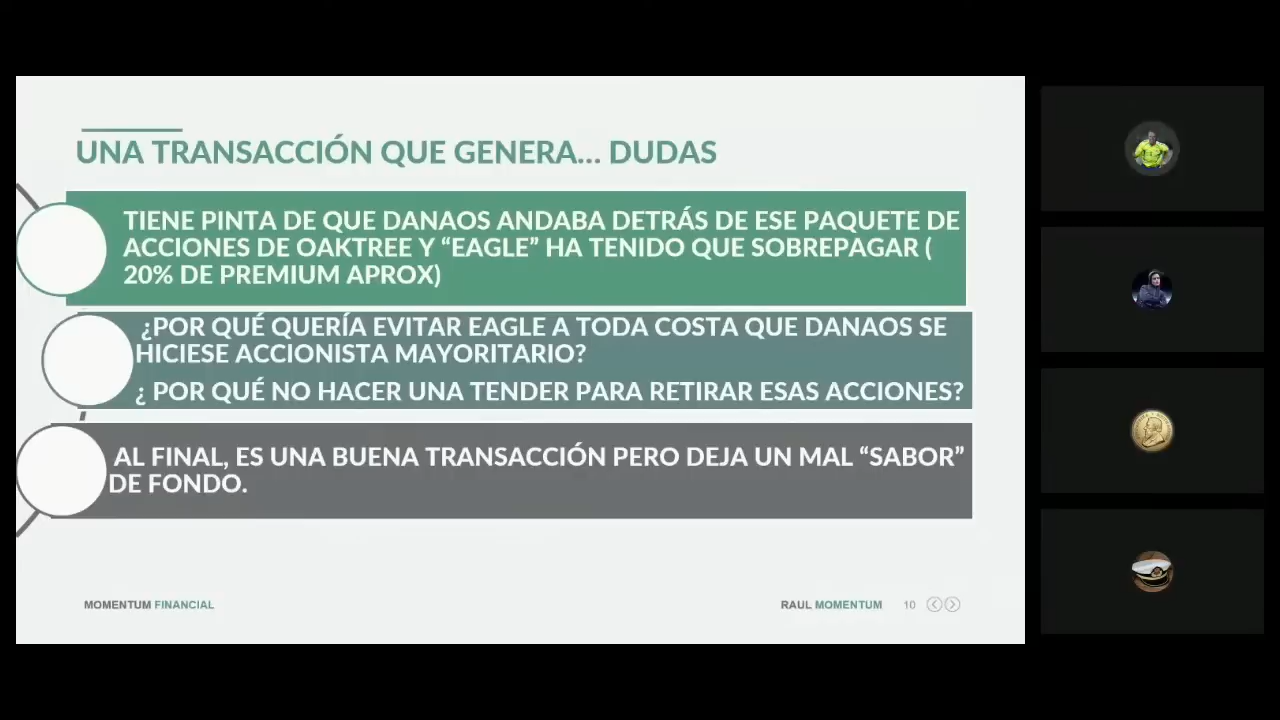 UNA TRANSACCIÓN QUE GENERA... DUDAS
TIENE PINTA DE QUE DANAOS ANDABA DETRÁS DE ESE PAQUETE DE
ACCIONES DE OAKTREE Y “EAGLE” HA TENIDO QUE SOBREPAGAR (
20% DE PREMIUM APROX)
¿POR QUÉ QUERÍA EVITAR EAGLE A TODA COSTA QUE DANAOS SE
HICIESE ACCIONISTA MAYORITARIO?
¿ POR QUÉ NO HACER UNA TENDER PARA RETIRAR ESAS ACCIONES?
AL FINAL, ES UNA BUENA TRANSACCIÓN PERO DEJA UN MAL “SABOR”
DE FONDO.
MOMENTUM FINANCIAL
RAUL MOMENTUM 10